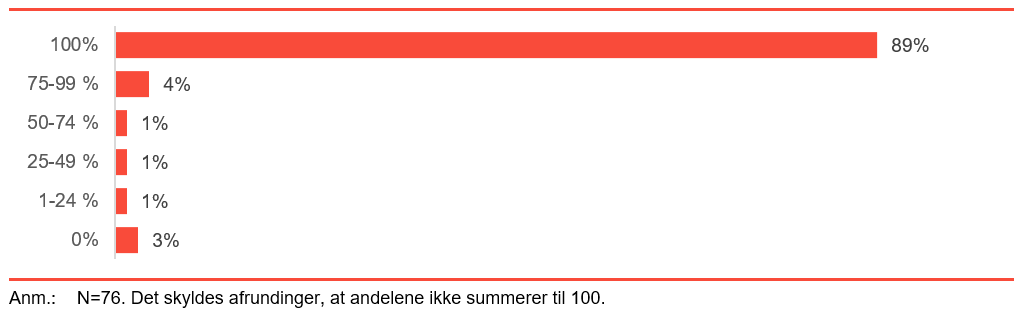 100% 89%
75-99 % 4%
50-74 % 1%
25-49 % 1%
1-24 % 1%
0% 3%
Anm.: N=76. Det skyldes afrundinger, at andelene ikke summerer til 100.